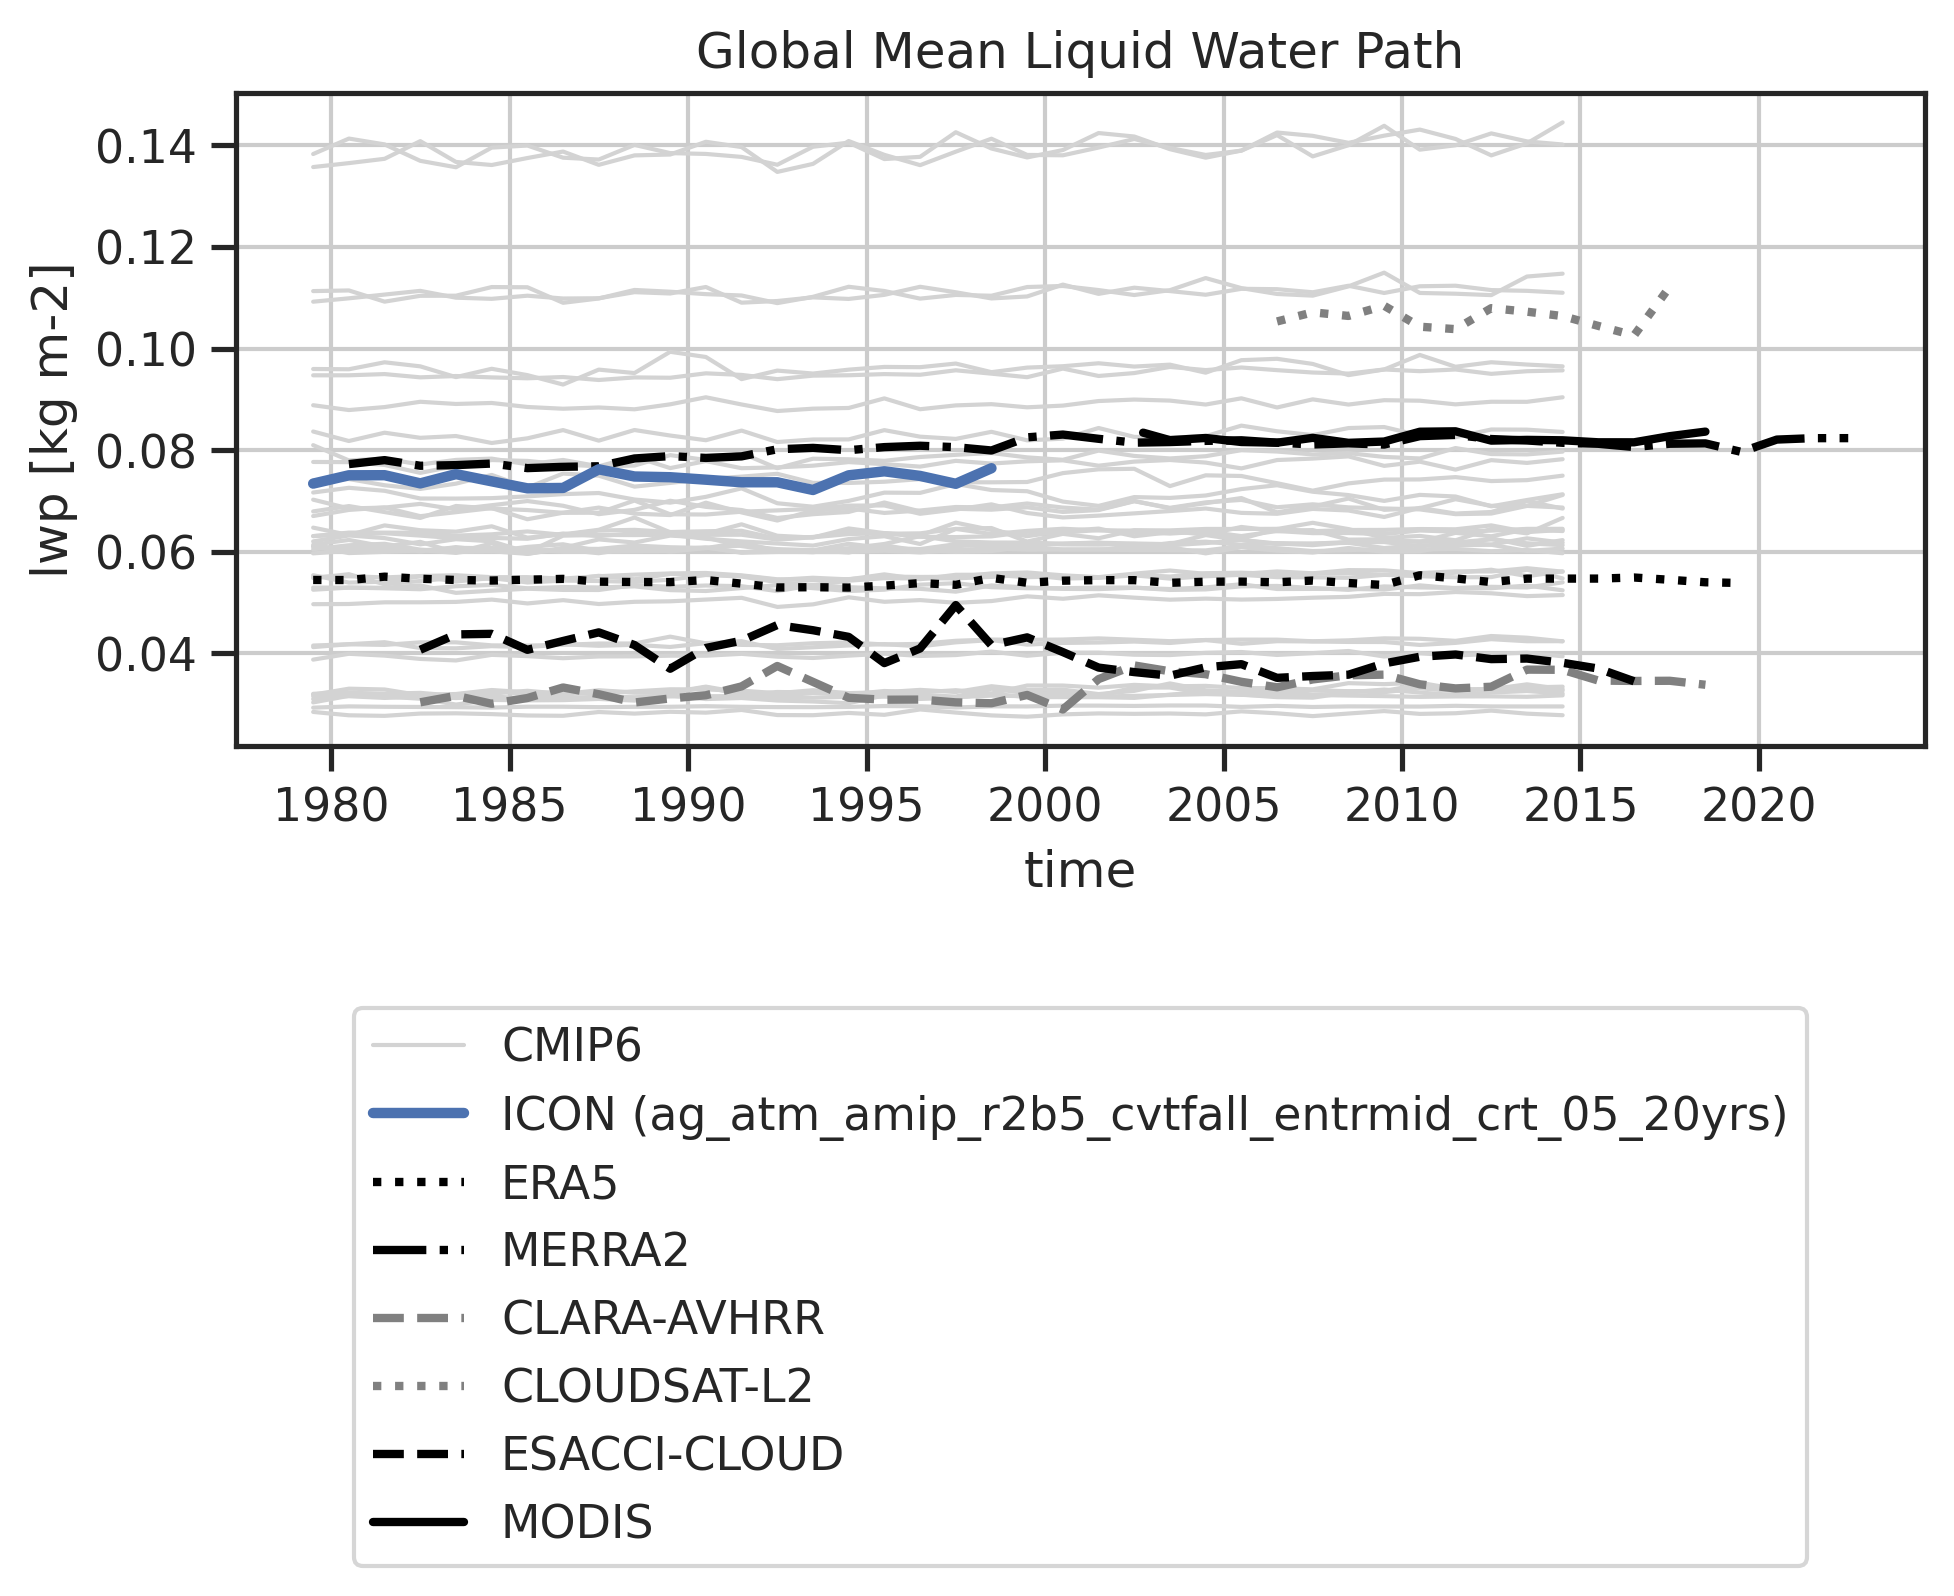 Global Mean Liquid Water Path
lwp [kg m-2]
0.14
0.12
0.10
0.08
0.06
0.04
1980 1985 1990 1995 2000 2005 2010 2015 2020
time
CMIP6
ICON (ag_atm_amip_r2b5_cvtfall_entrmid_crt_05_20yrs)
ERA5
MERRA2
CLARA-AVHRR
CLOUDSAT-L2
ESACCI-CLOUD
MODIS